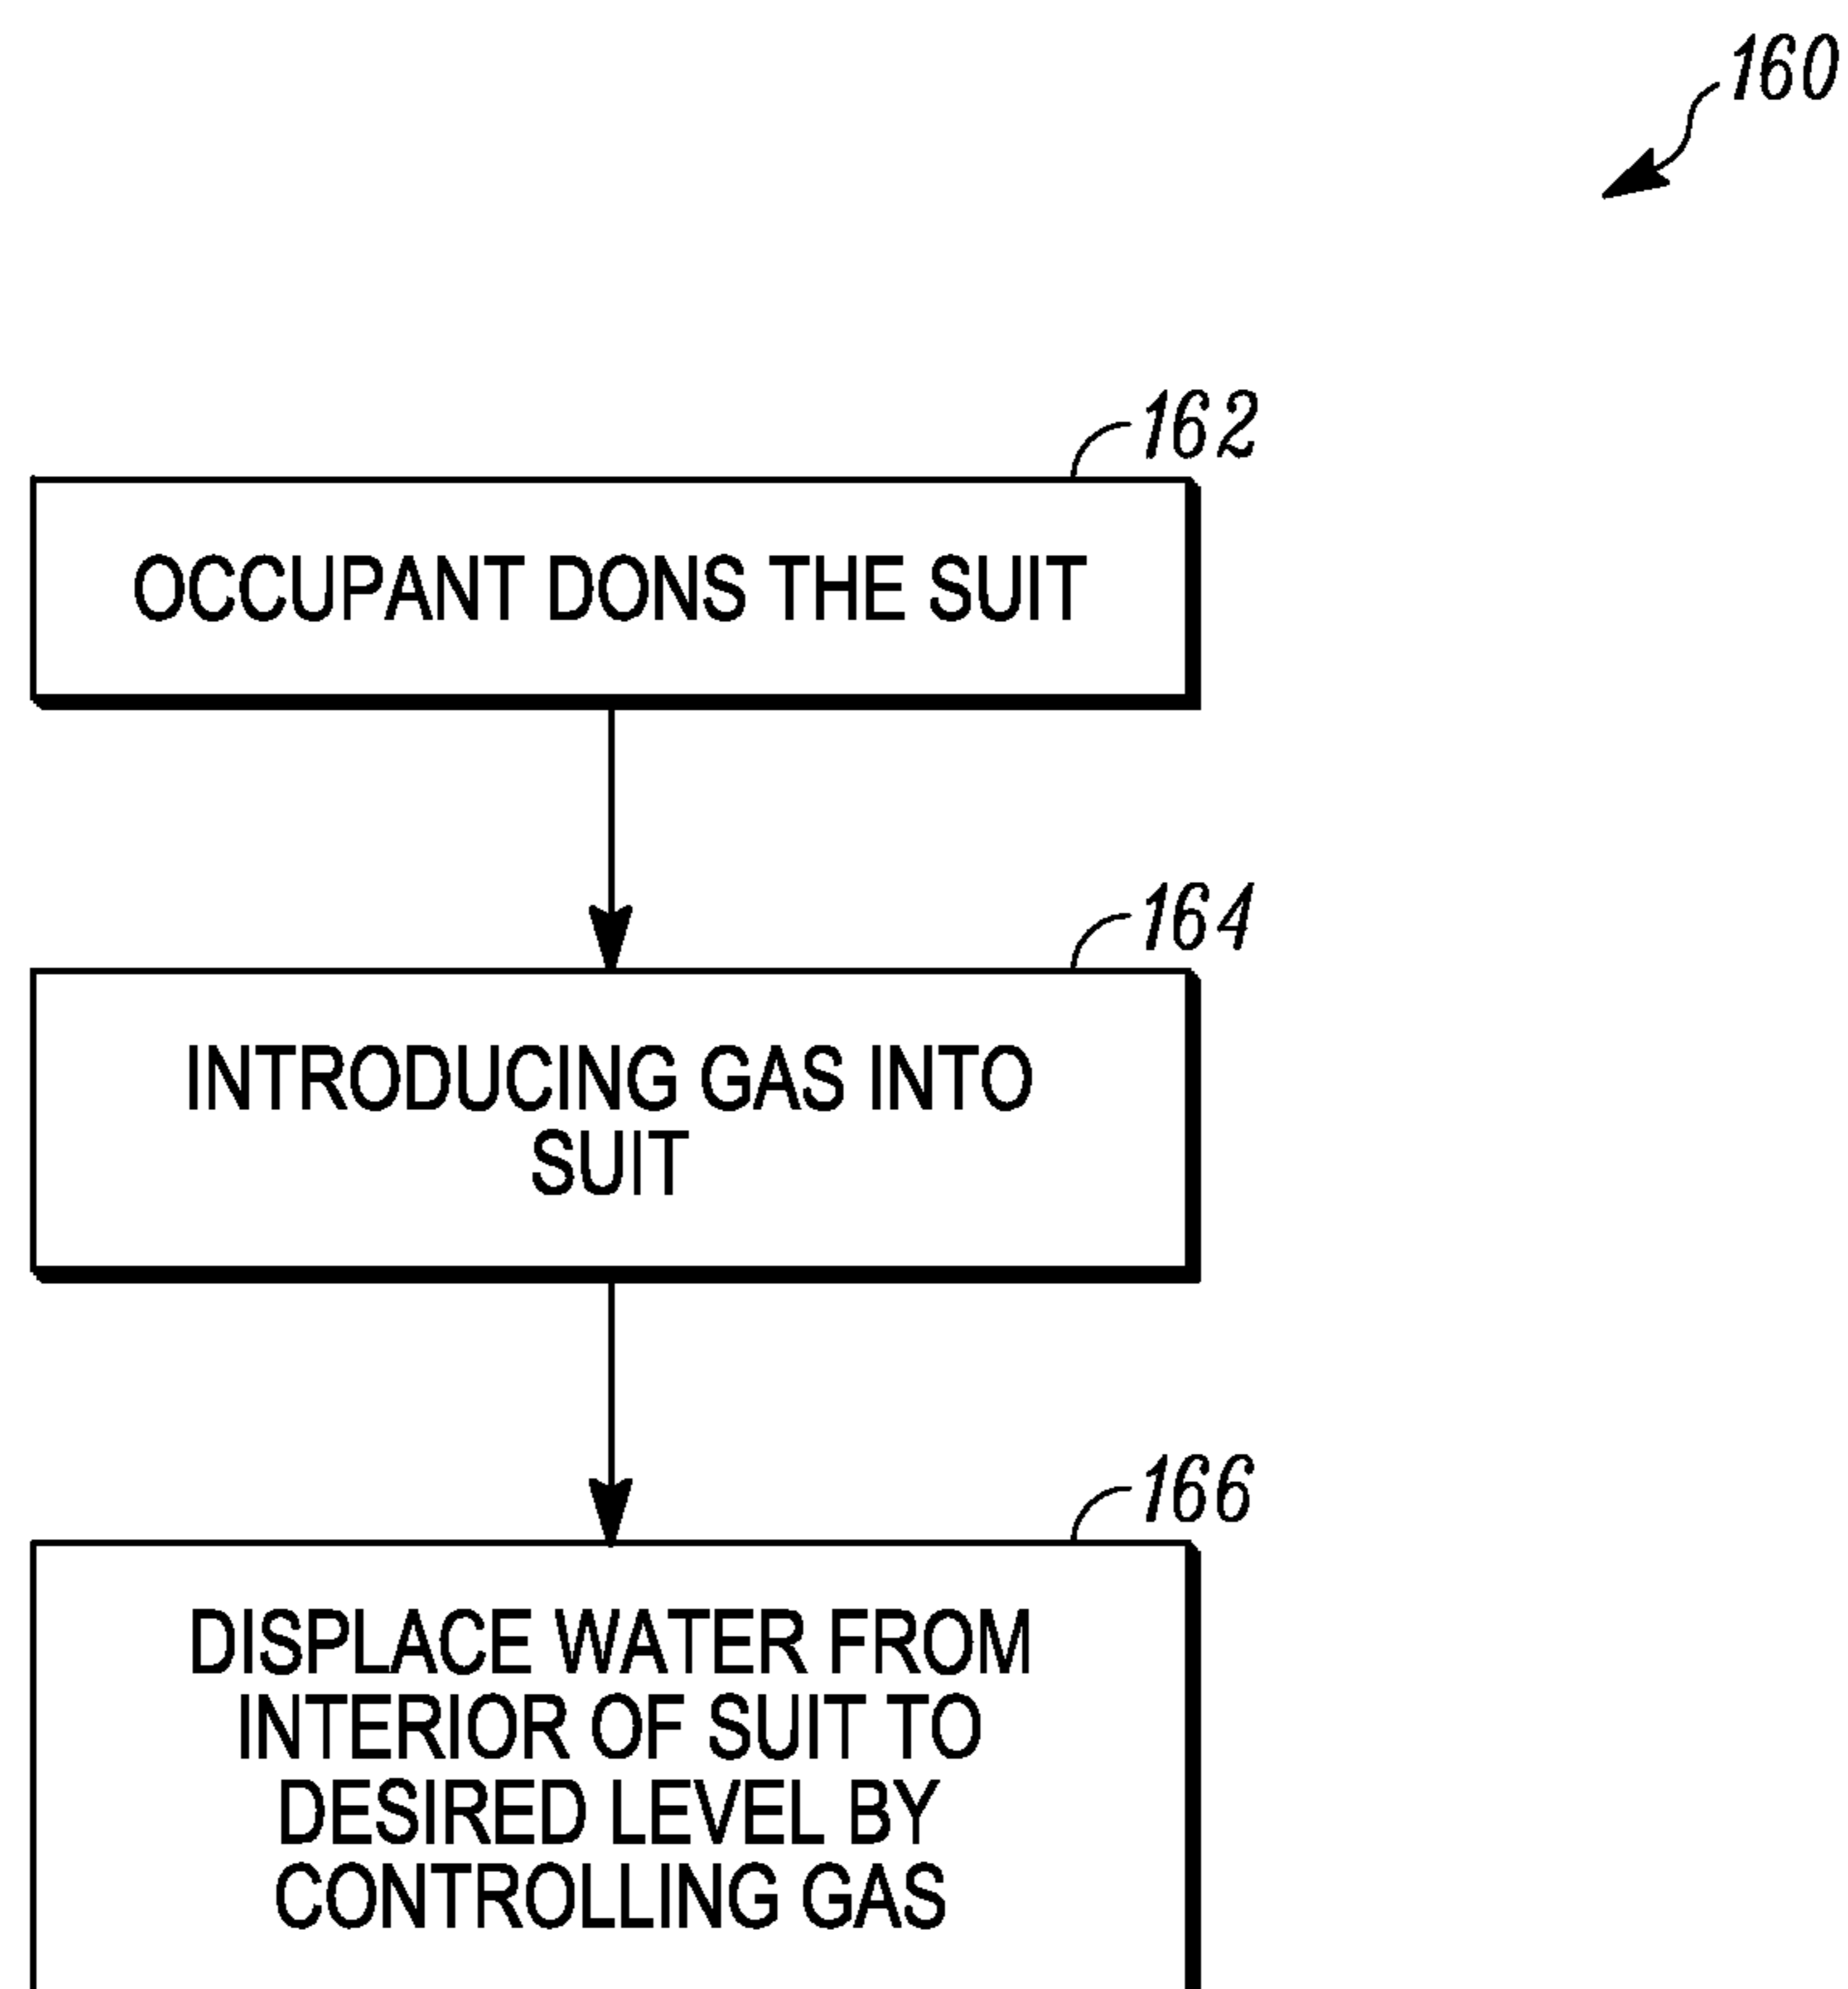 160
162
OCCUPANT DONS THE SUIT
164
INTRODUCING GAS INTO
SUIT
166
DISPLACE WATER FROM
INTERIOR OF SUIT TO
DESIRED LEVEL BY
CONTROLLING GAS